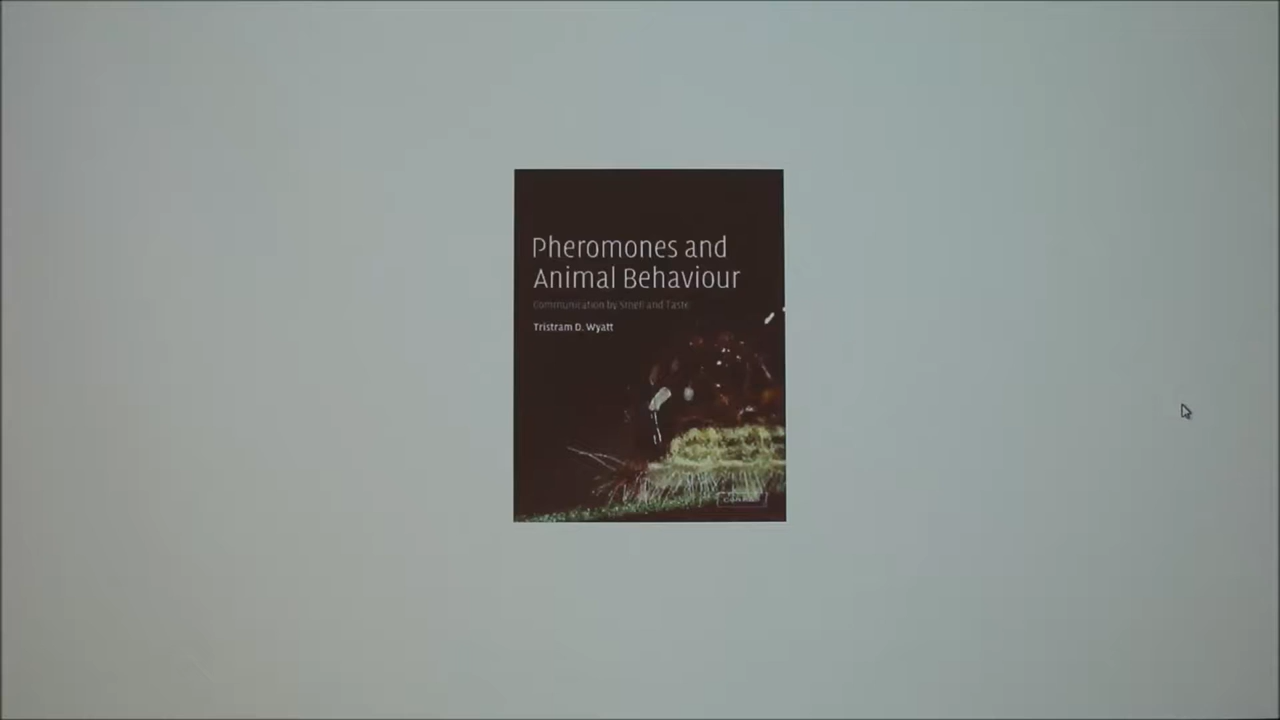 Pheromones and
Animal Behaviour
Communication by Smell and Taste
Tristram D. Wyatt